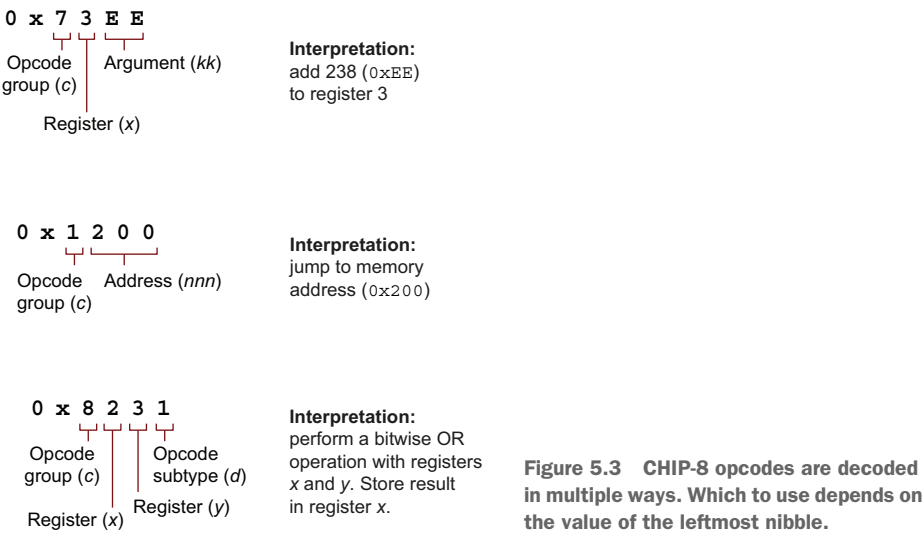 0 x 7 3 E E
Opcode
group (c)
Argument (kk)
Register (x)
Interpretation:
add 238 (0xEE)
to register 3
0 x 1 2 0 0
Opcode
group (c)
Address (nnn)
Interpretation:
jump to memory
address (0x200)
0 x 8 2 3 1
Opcode
group (c)
Opcode
subtype (d)
Register (x)
Register (y)
Interpretation:
perform a bitwise OR
operation with registers
x and y. Store result
in register x.
Figure 5.3 CHIP-8 opcodes are decoded
in multiple ways. Which to use depends on
the value of the leftmost nibble.